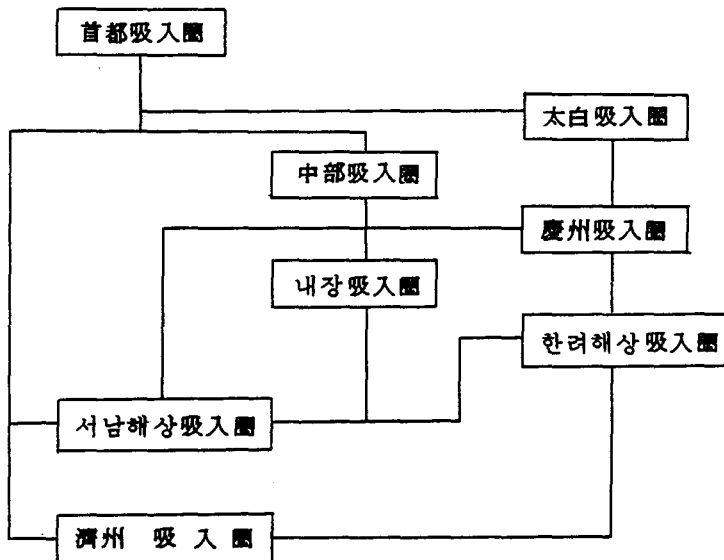 首都吸入圈
太白吸入圈
中部吸入圈
慶州吸入圈
내장吸入圈
한려해상吸入圈
서남해상吸入圈
濟州 吸 入 圈